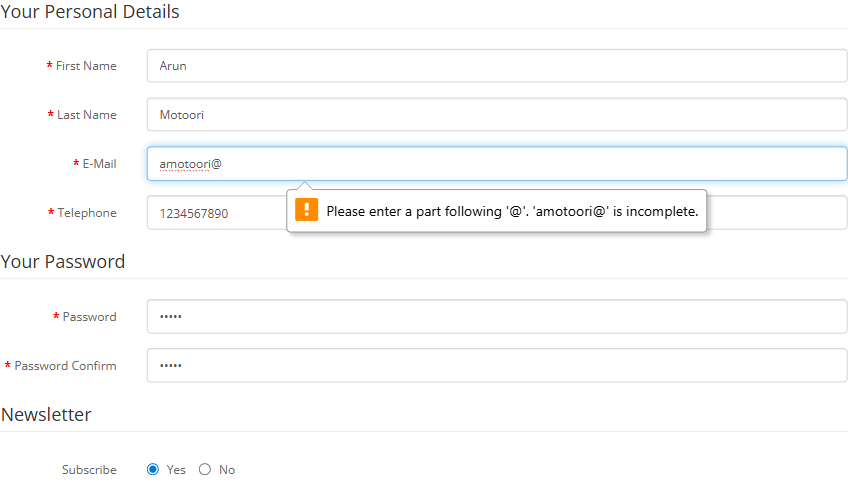 Your Personal Details
* First Name Arun
* Last Name Motoori
* E-Mail amotoori@
* Telephone 1234567890
Please enter a part following '@'. 'amotoori@' is incomplete.
Your Password
* Password •••••
* Password Confirm •••••
Newsletter
Subscribe Yes No